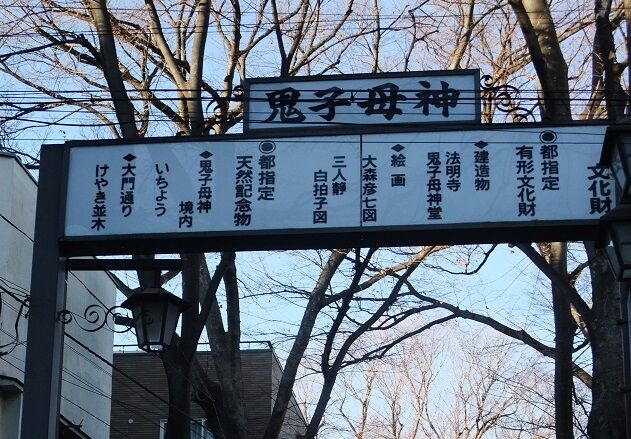 鬼子母神
文化財
◉都指定
有形文化財
◆建造物
法明寺
鬼子母神堂
◆絵画
大森彦七図
三人静
白拍子図
◉都指定
天然記念物
◆鬼子母神
境内
いちよう
◆大門通り
けやき並木